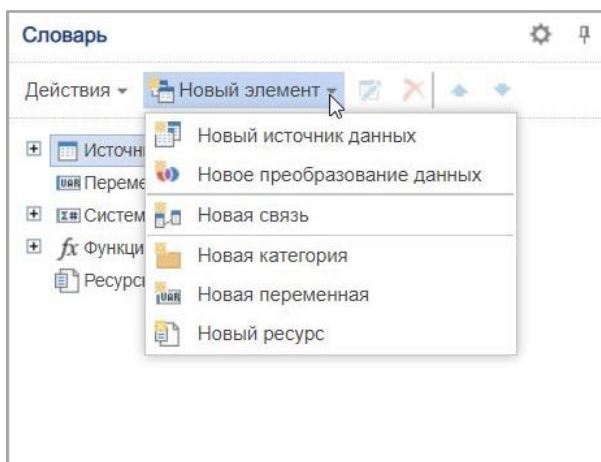 Словарь
Действия
Новый элемент
Новый источник данных
Источн
Новое преобразование данных
Переме
Новая связь
Систем
Новая категория
Функци
Новая переменная
Ресурс
Новый ресурс